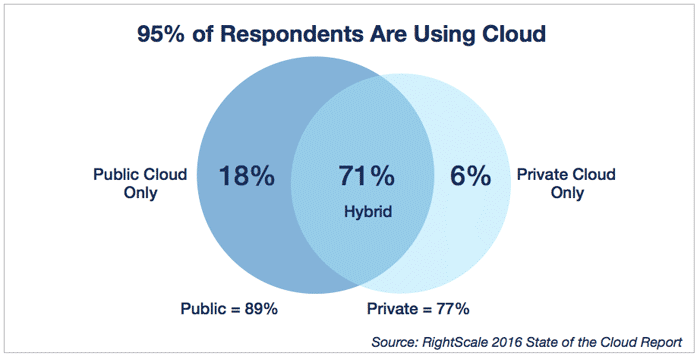 95% of Respondents Are Using Cloud
Public Cloud
Only
18%
71%
Hybrid
6%
Private Cloud
Only
Public = 89%
Private = 77%
Source: RightScale 2016 State of the Cloud Report